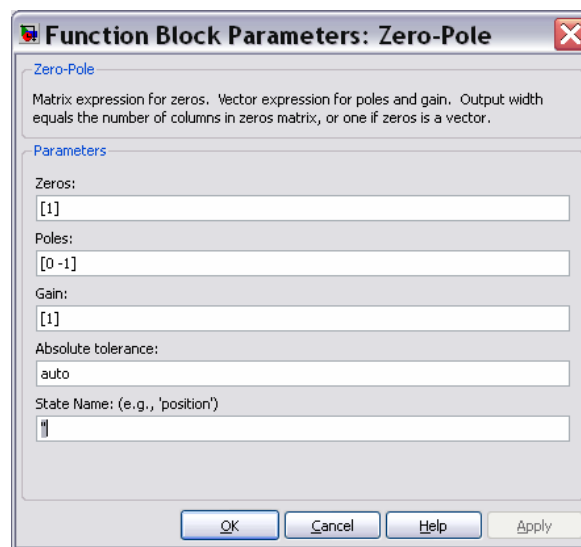 Function Block Parameters: Zero-Pole
Zero-Pole
Matrix expression for zeros. Vector expression for poles and gain. Output width
equals the number of columns in zeros matrix, or one if zeros is a vector.
Parameters
Zeros:
[1]
Poles:
[0 -1]
Gain:
[1]
Absolute tolerance:
auto
State Name: (e.g., 'position')
''
OK Cancel Help Apply